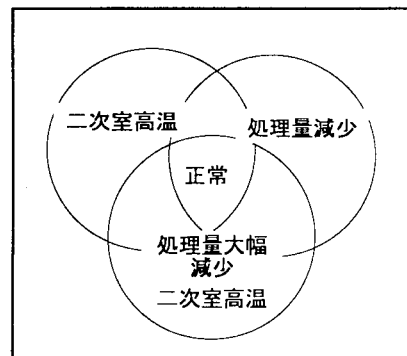 二次室高温
処理量減少
正常
処理量大幅
減少
二次室高温